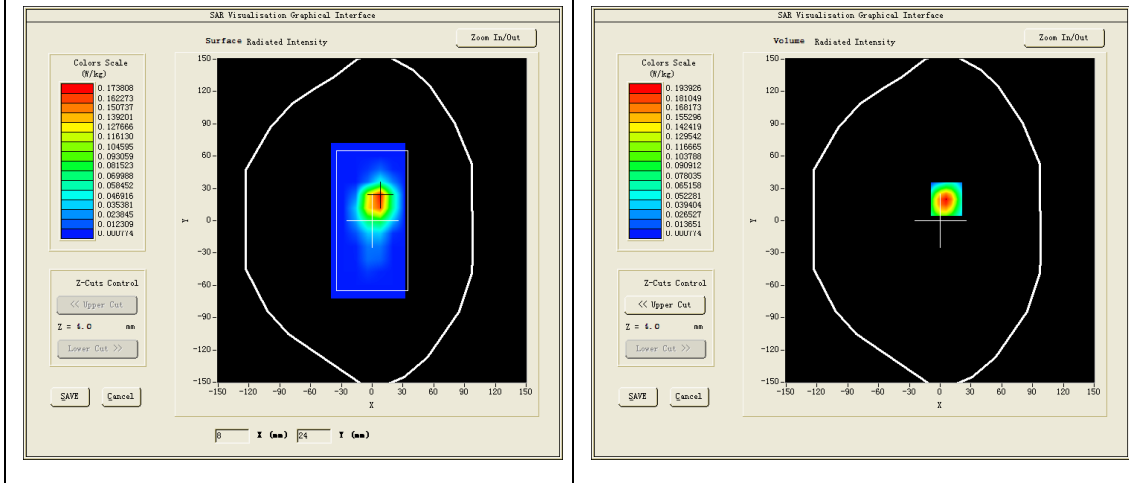 SAR Visualisation Graphical Interface
Surface Radiated Intensity
Zoom In/Out
Colors Scale
(W/kg)
0.173808
0.162273
0.150737
0.139201
0.127666
0.116130
0.104595
0.093059
0.081523
0.069988
0.058452
0.046916
0.035381
0.023845
0.012309
0.000774
150
120
90
60
30
0
-30
-60
-90
-120
-150
Y
-150 -120 -90 -60 -30 0 30 60 90 120 150
X
Z-Cuts Control
<< Upper Cut
Z = 4.0 mm
Lower Cut >>
SAVE Cancel
8 X (mm) 24 Y (mm)
SAR Visualisation Graphical Interface
Volume Radiated Intensity
Zoom In/Out
Colors Scale
(W/kg)
0.193926
0.181049
0.168173
0.155296
0.142419
0.129542
0.116665
0.103788
0.090912
0.078035
0.065158
0.052281
0.039404
0.026527
0.013651
0.000774
150
120
90
60
30
0
-30
-60
-90
-120
-150
Y
-150 -120 -90 -60 -30 0 30 60 90 120 150
X
Z-Cuts Control
<< Upper Cut
Z = 4.0 mm
Lower Cut >>
SAVE Cancel